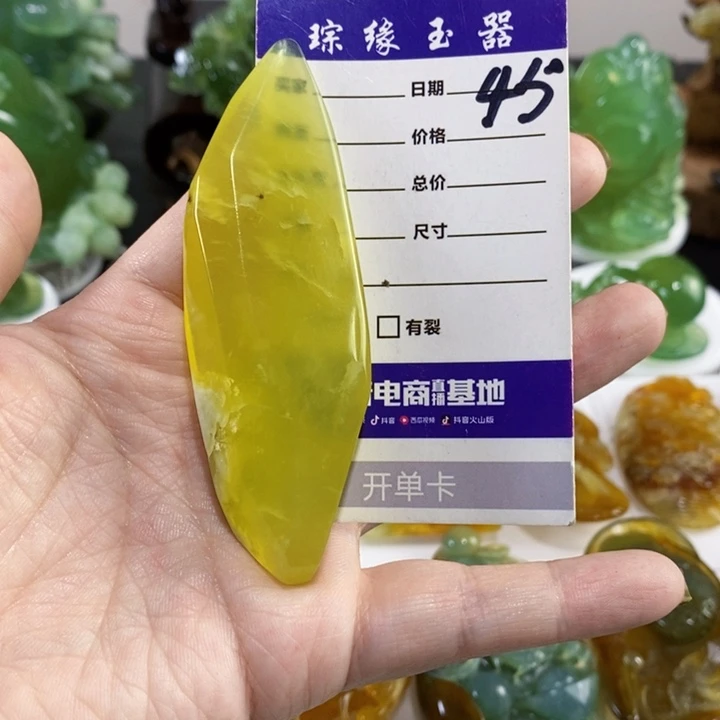 琮缘玉器
日期 45
价格
总价
尺寸
□有裂
电商直播基地
抖音 西瓜视频 抖音火山版
开单卡